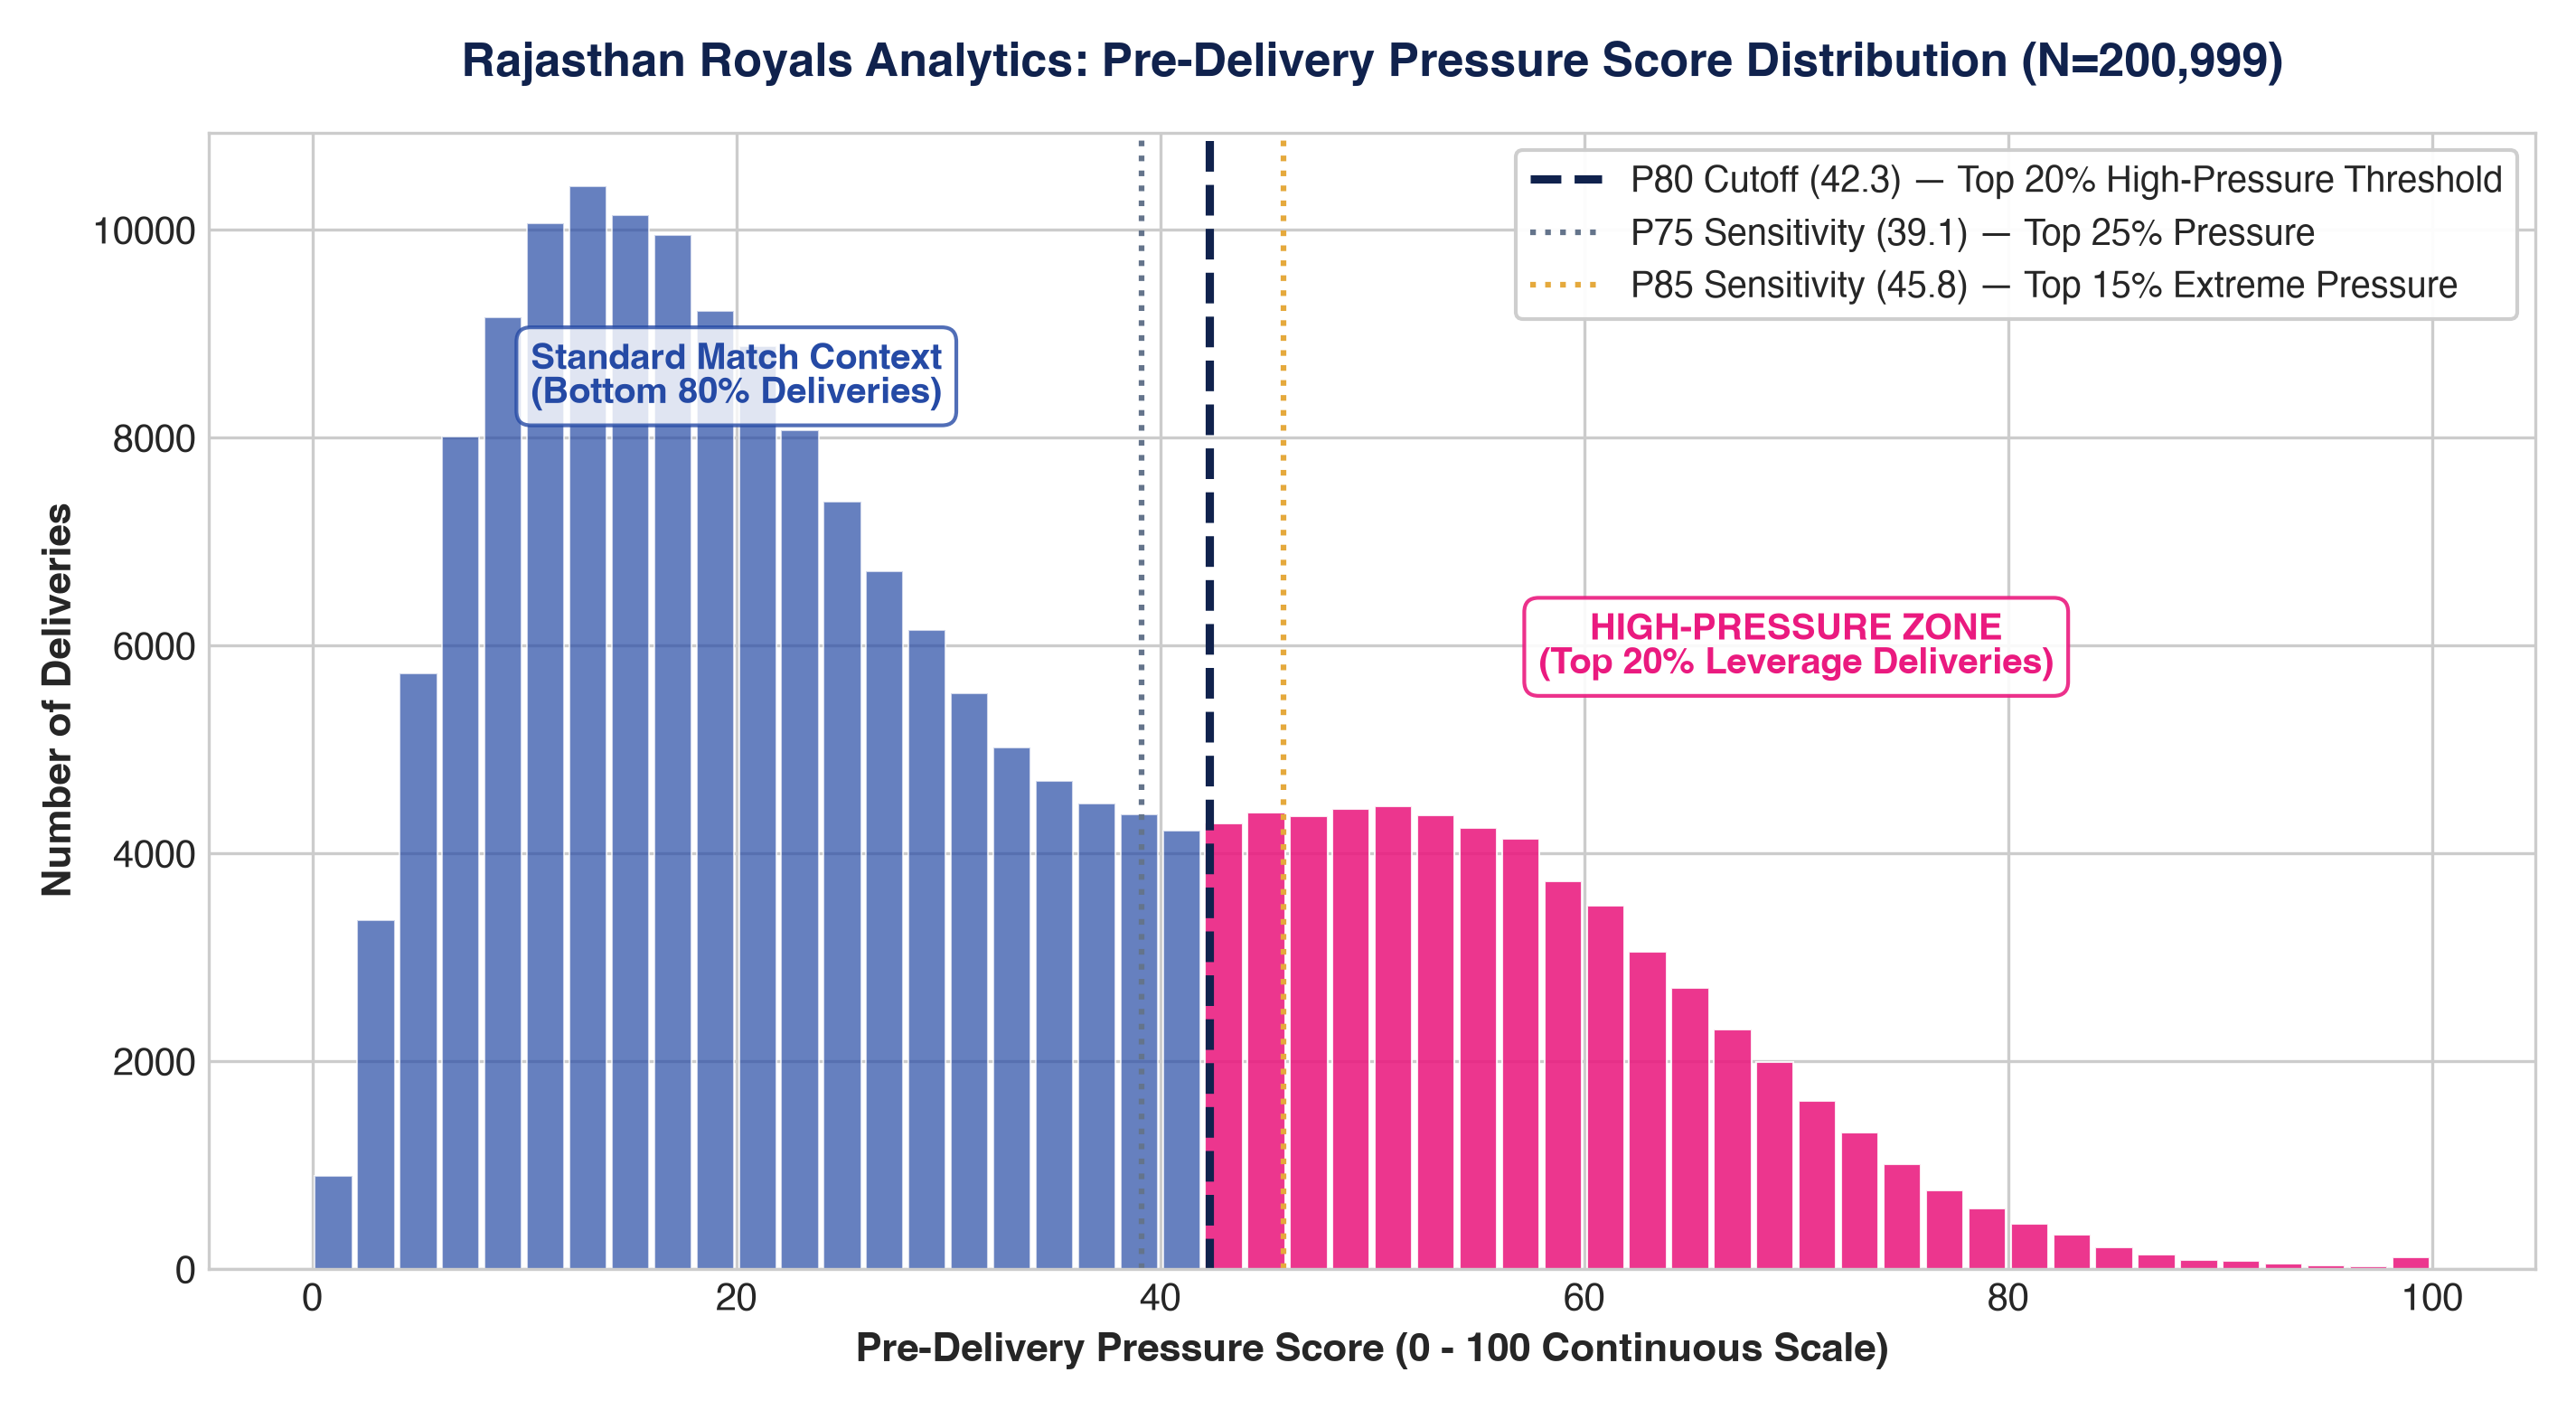 Rajasthan Royals Analytics: Pre-Delivery Pressure Score Distribution (N=200,999)
P80 Cutoff (42.3) — Top 20% High-Pressure Threshold
P75 Sensitivity (39.1) — Top 25% Pressure
P85 Sensitivity (45.8) — Top 15% Extreme Pressure
Standard Match Context
(Bottom 80% Deliveries)
HIGH-PRESSURE ZONE
(Top 20% Leverage Deliveries)
Number of Deliveries
10000
8000
6000
4000
2000
0
0 20 40 60 80 100
Pre-Delivery Pressure Score (0 - 100 Continuous Scale)